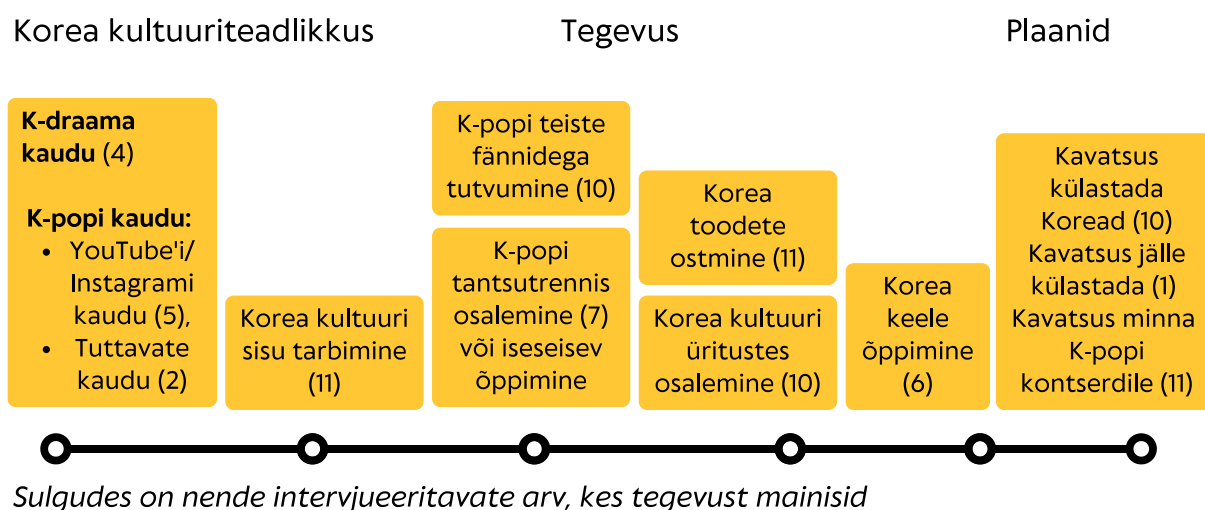 Korea kultuuriteadlikkus
Tegevus
Plaanid
K-draama
kaudu (4)
K-popi kaudu:
• YouTube'i/
Instagrami
kaudu (5),
• Tuttavate
kaudu (2)
Korea kultuuri
sisu tarbimine
(11)
K-popi teiste
fännidega
tutvumine (10)
K-popi
tantsutrennis
osalemine (7)
või iseseisev
õppimine
Korea
toodete
ostmine (11)
Korea kultuuri
üritustes
osalemine (10)
Korea
keele
õppimine
(6)
Kavatsus
külastada
Koread (10)
Kavatsus jälle
külastada (1)
Kavatsus minna
K-popi
kontserdile (11)
Sulgudes on nende intervjueeritavate arv, kes tegevust mainisid